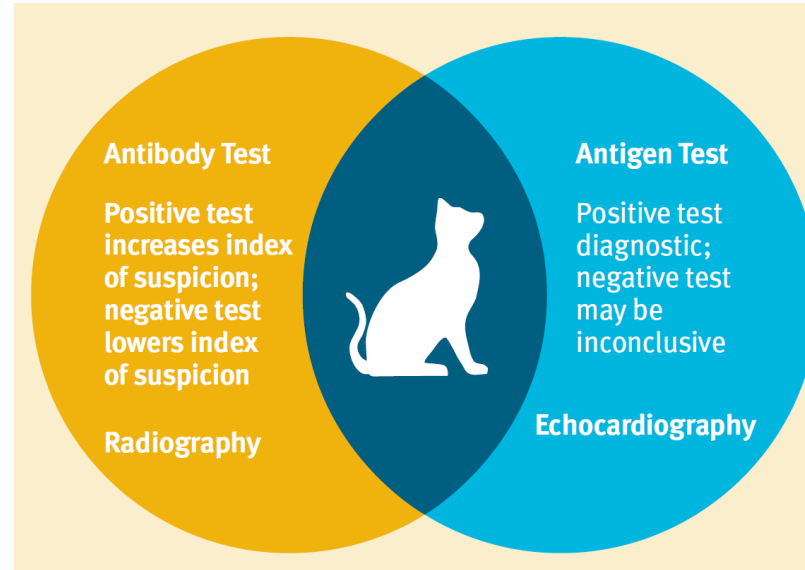 Antibody Test
Positive test
increases index
of suspicion;
negative test
lowers index
of suspicion
Radiography
Antigen Test
Positive test
diagnostic;
negative test
may be
inconclusive
Echocardiography